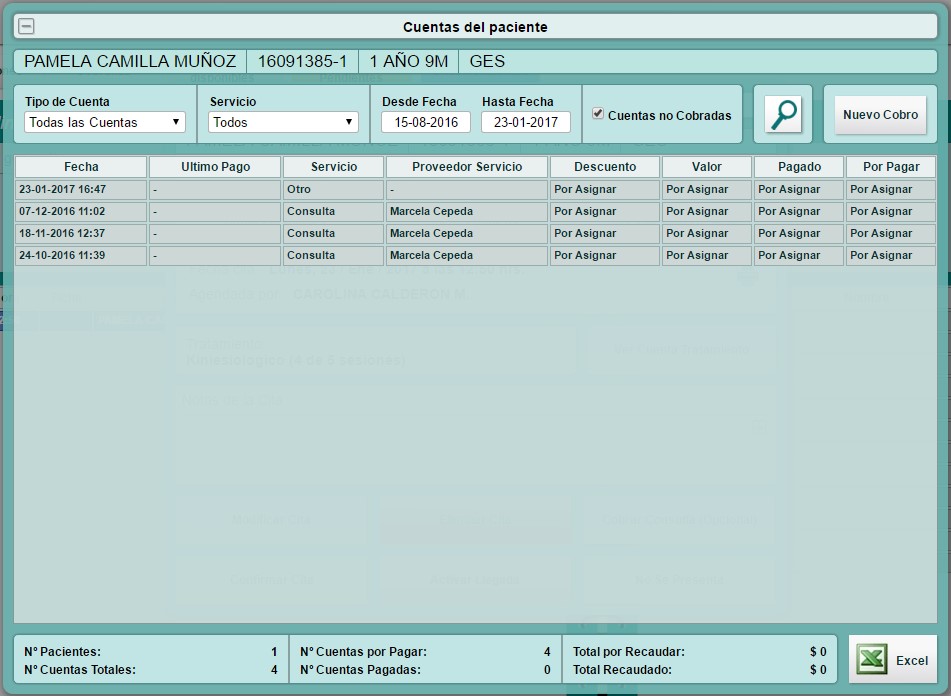 Cuentas del paciente
PAMELA CAMILLA MUÑOZ 16091385-1 1 AÑO 9M GES
Tipo de Cuenta Servicio Desde Fecha Hasta Fecha
Todas las Cuentas Todos 15-08-2016 23-01-2017 Cuentas no Cobradas Nuevo Cobro
Fecha Ultimo Pago Servicio Proveedor Servicio Descuento Valor Pagado Por Pagar
23-01-2017 16:47 - Otro - Por Asignar Por Asignar Por Asignar Por Asignar
07-12-2016 11:02 - Consulta Marcela Cepeda Por Asignar Por Asignar Por Asignar Por Asignar
18-11-2016 12:37 - Consulta Marcela Cepeda Por Asignar Por Asignar Por Asignar Por Asignar
24-10-2016 11:39 - Consulta Marcela Cepeda Por Asignar Por Asignar Por Asignar Por Asignar
CAROLINA CALDERON M.
Nº Pacientes: 1 Nº Cuentas por Pagar: 4 Total por Recaudar: $ 0
Nº Cuentas Totales: 4 Nº Cuentas Pagadas: 0 Total Recaudado: $ 0
Excel